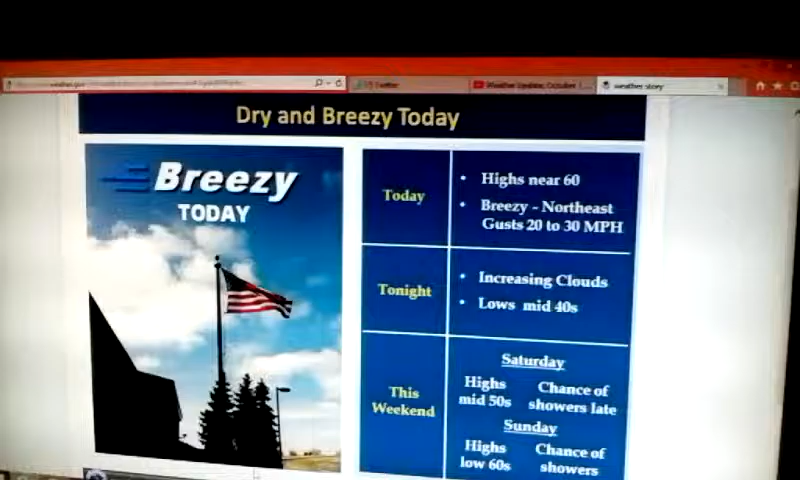 Twitter
Weather Update, October
weather story
Dry and Breezy Today
Breezy
TODAY
Today
• Highs near 60
• Breezy - Northeast
Gusts 20 to 30 MPH
Tonight
• Increasing Clouds
• Lows mid 40s
This
Weekend
Saturday
Highs
mid 50s
Chance of
showers late
Sunday
Highs
low 60s
Chance of
showers